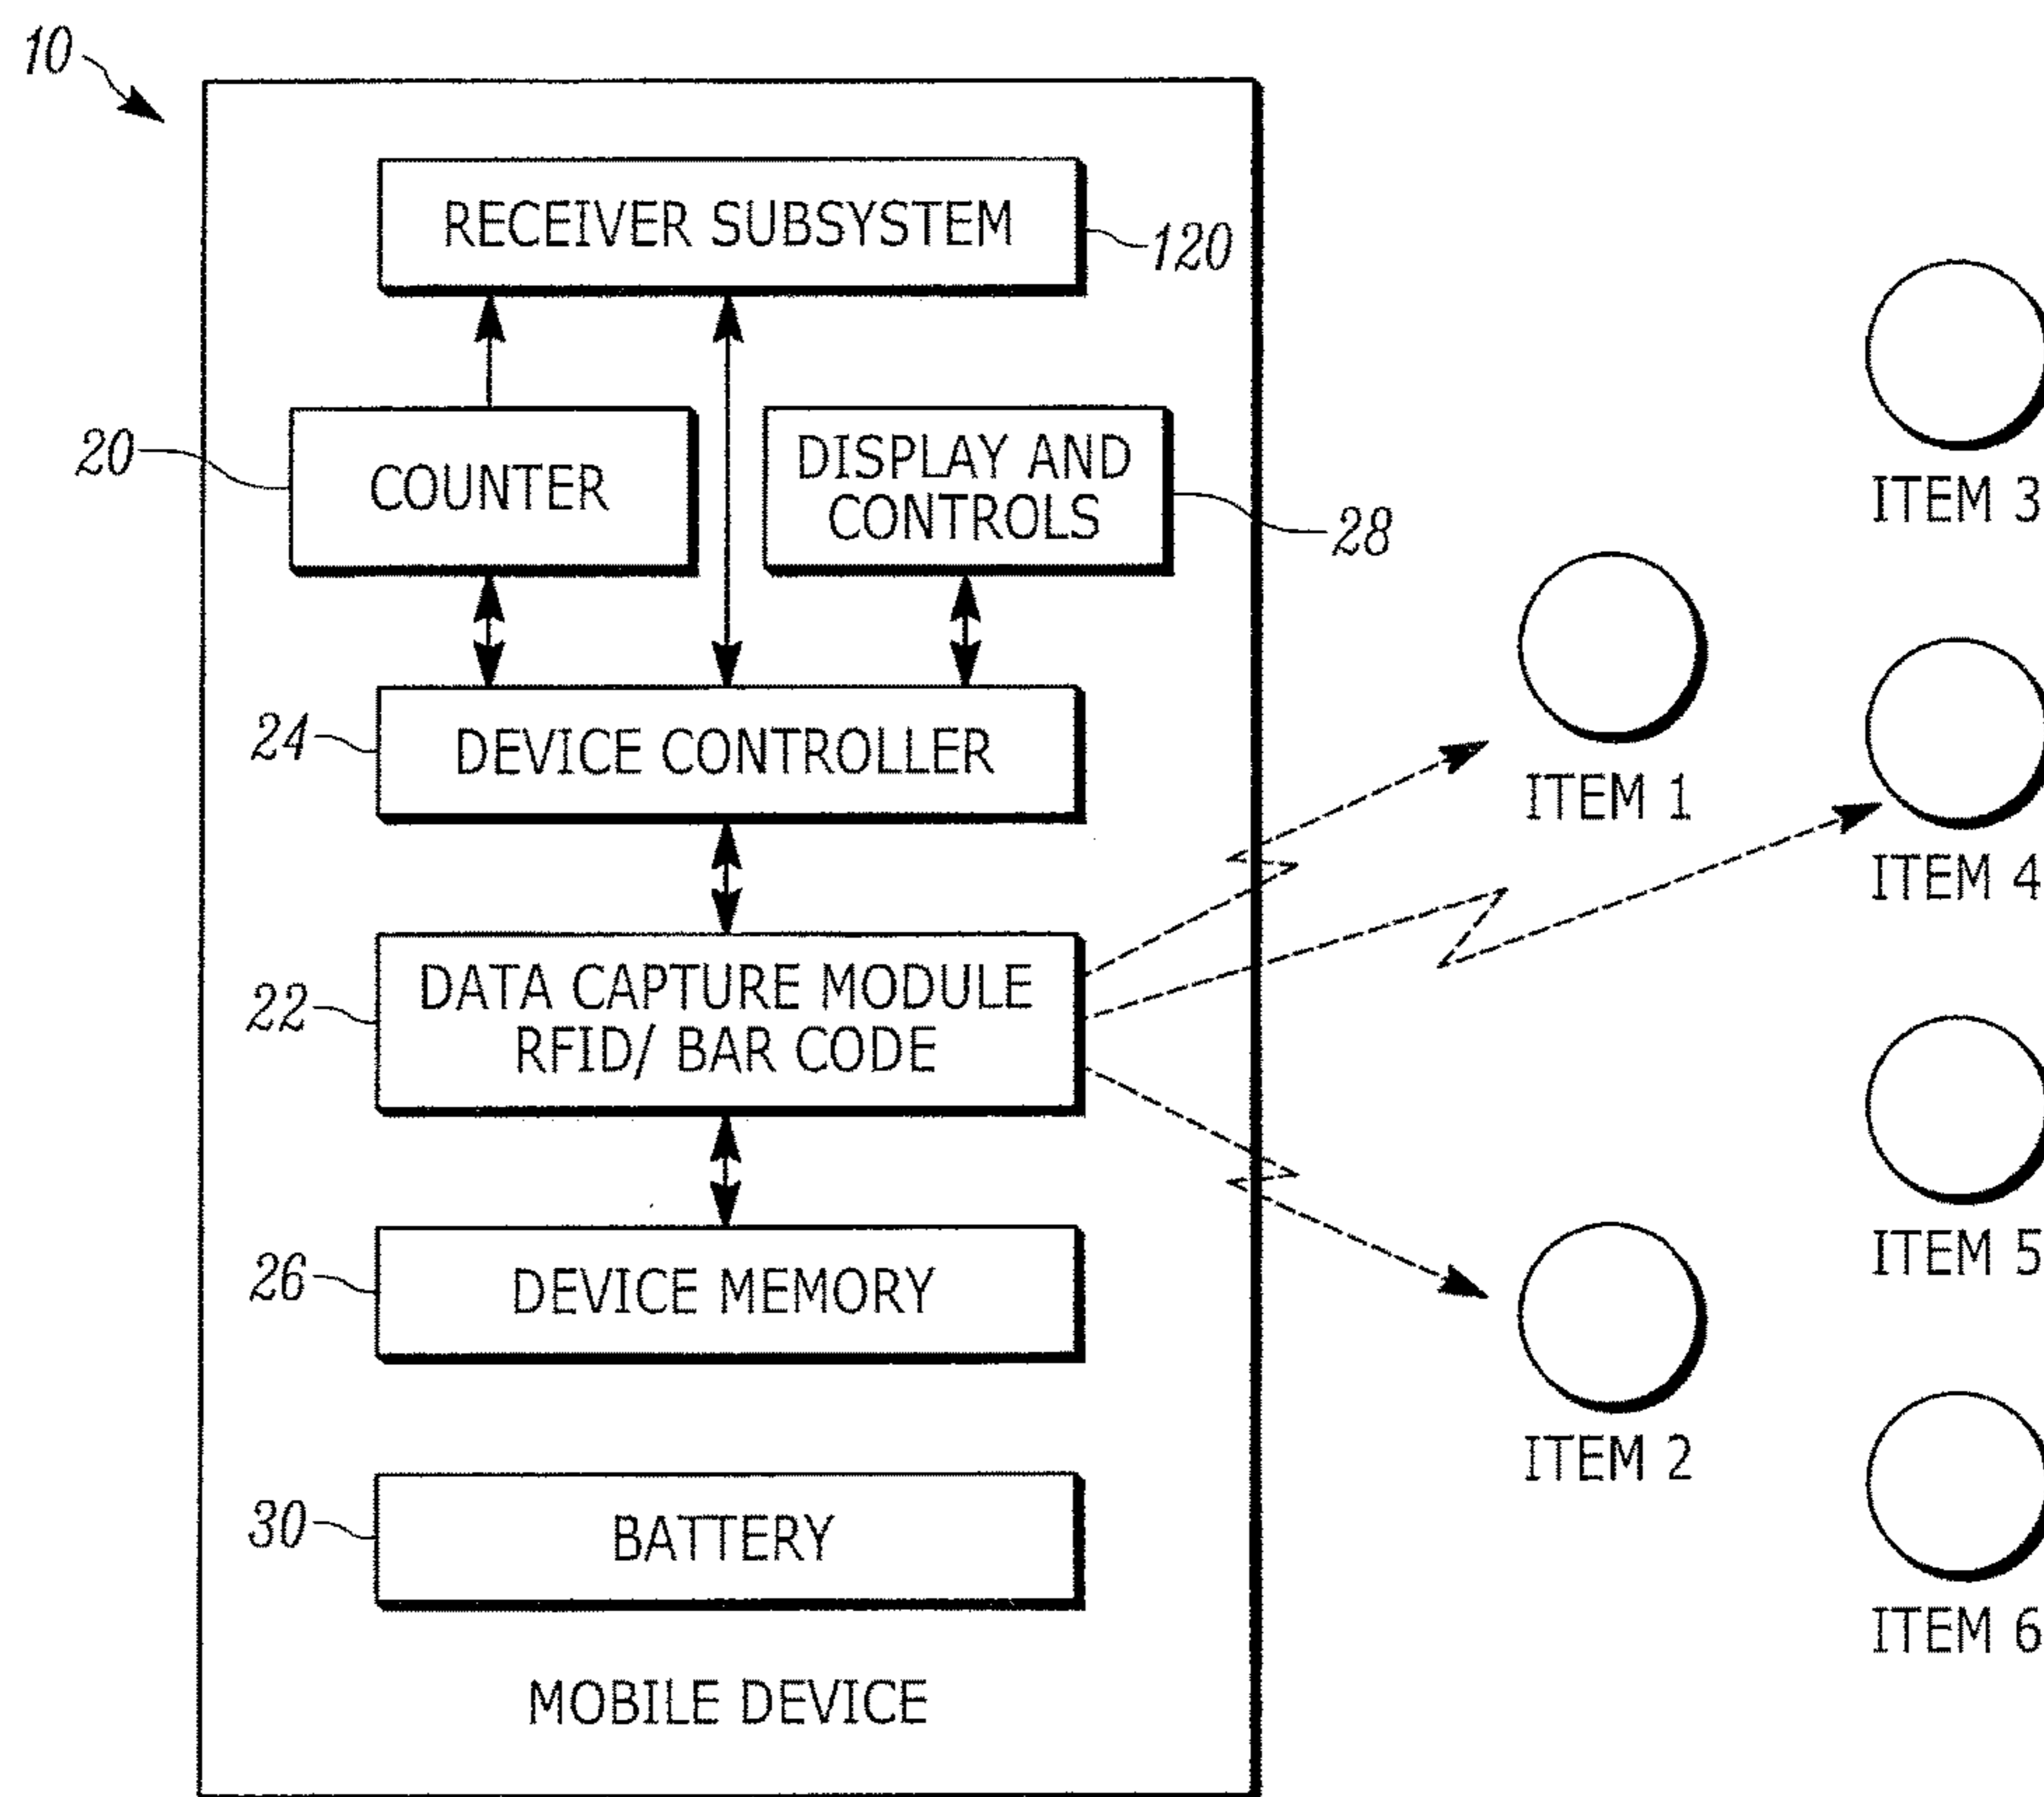 10
RECEIVER SUBSYSTEM
120
20
COUNTER
DISPLAY AND
CONTROLS
28
24
DEVICE CONTROLLER
22
DATA CAPTURE MODULE
RFID/ BAR CODE
26
DEVICE MEMORY
30
BATTERY
MOBILE DEVICE
ITEM 3
ITEM 1
ITEM 4
ITEM 5
ITEM 2
ITEM 6